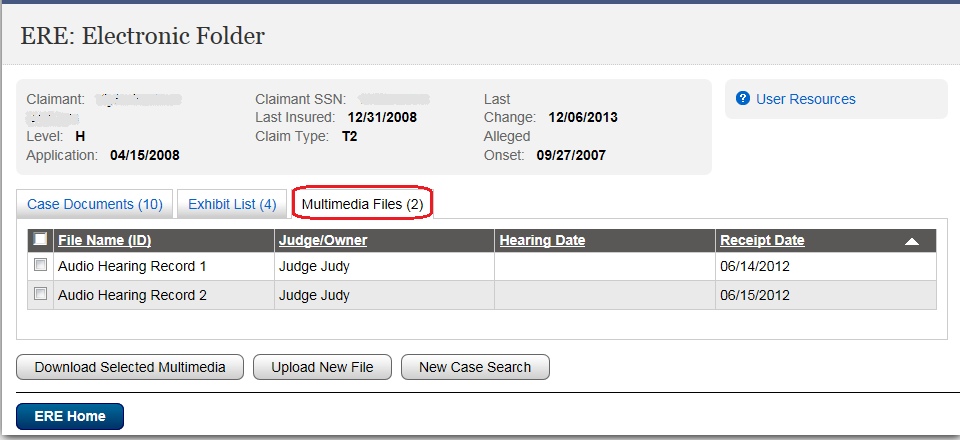 ERE: Electronic Folder
Claimant:
Level: H
Application: 04/15/2008
Claimant SSN:
Last Insured: 12/31/2008
Claim Type: T2
Last
Change: 12/06/2013
Alleged
Onset: 09/27/2007
? User Resources
Case Documents (10) Exhibit List (4) Multimedia Files (2)
File Name (ID) Judge/Owner Hearing Date Receipt Date
Audio Hearing Record 1 Judge Judy 06/14/2012
Audio Hearing Record 2 Judge Judy 06/15/2012
Download Selected Multimedia Upload New File New Case Search
ERE Home